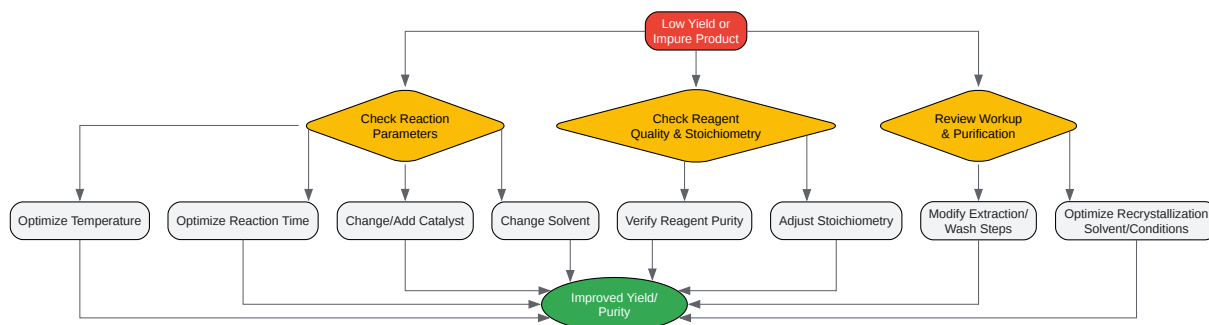 Low Yield or
Impure Product
Check Reaction
Parameters
Check Reagent
Quality & Stoichiometry
Review Workup
& Purification
Optimize Temperature
Optimize Reaction Time
Change/Add Catalyst
Change Solvent
Verify Reagent Purity
Adjust Stoichiometry
Modify Extraction/
Wash Steps
Optimize Recrystallization
Solvent/Conditions
Improved Yield/
Purity